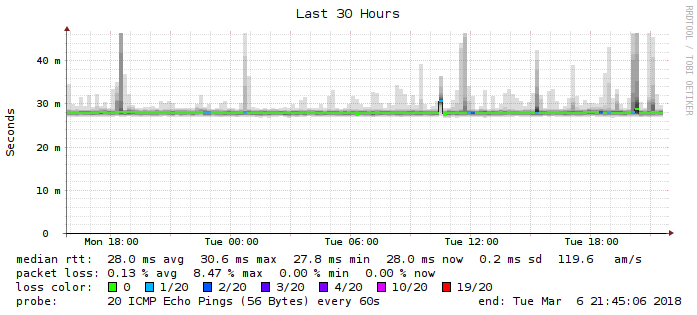 Last 30 Hours
RRDTOOL / TOBI OETIKER
Seconds
40 m
30 m
20 m
10 m
0
Mon 18:00 Tue 00:00 Tue 06:00 Tue 12:00 Tue 18:00
median rtt: 28.0 ms avg 30.6 ms max 27.8 ms min 28.0 ms now 0.2 ms sd 119.6 am/s
packet loss: 0.13 % avg 8.47 % max 0.00 % min 0.00 % now
loss color: 0 1/20 2/20 3/20 4/20 10/20 19/20
probe: 20 ICMP Echo Pings (56 Bytes) every 60s end: Tue Mar 6 21:45:06 2018